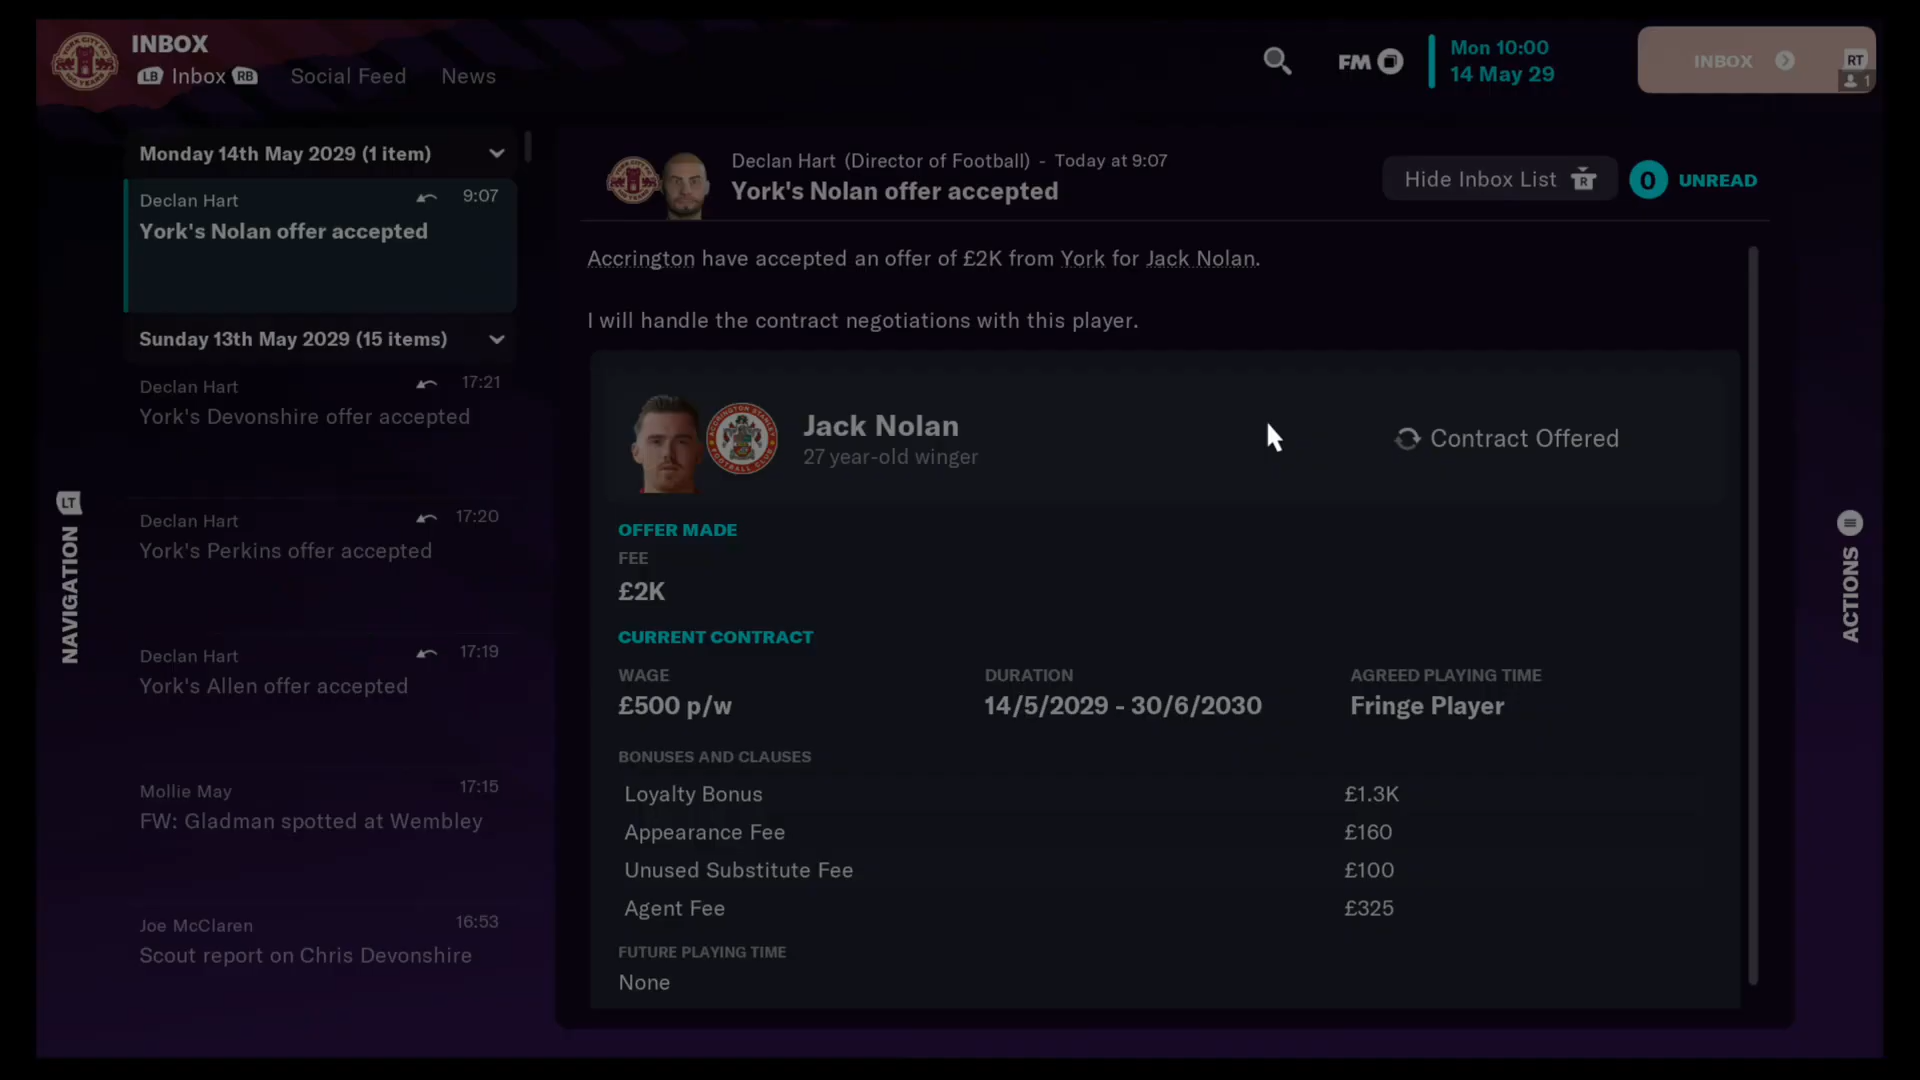 INBOX
LB Inbox RB Social Feed News
FM
Mon 10:00
14 May 29
INBOX RT
1
Monday 14th May 2029 (1 item)
Declan Hart 9:07
York's Nolan offer accepted
Sunday 13th May 2029 (15 items)
Declan Hart 17:21
York's Devonshire offer accepted
Declan Hart 17:20
York's Perkins offer accepted
Declan Hart 17:19
York's Allen offer accepted
Mollie May 17:15
FW: Gladman spotted at Wembley
Joe McClaren 16:53
Scout report on Chris Devonshire
LT
NAVIGATION
Declan Hart (Director of Football) - Today at 9:07
York's Nolan offer accepted
Hide Inbox List R
0 UNREAD
Accrington have accepted an offer of £2K from York for Jack Nolan.
I will handle the contract negotiations with this player.
Jack Nolan
27 year-old winger
Contract Offered
OFFER MADE
FEE
£2K
CURRENT CONTRACT
WAGE DURATION AGREED PLAYING TIME
£500 p/w 14/5/2029 - 30/6/2030 Fringe Player
BONUSES AND CLAUSES
Loyalty Bonus £1.3K
Appearance Fee £160
Unused Substitute Fee £100
Agent Fee £325
FUTURE PLAYING TIME
None
ACTIONS